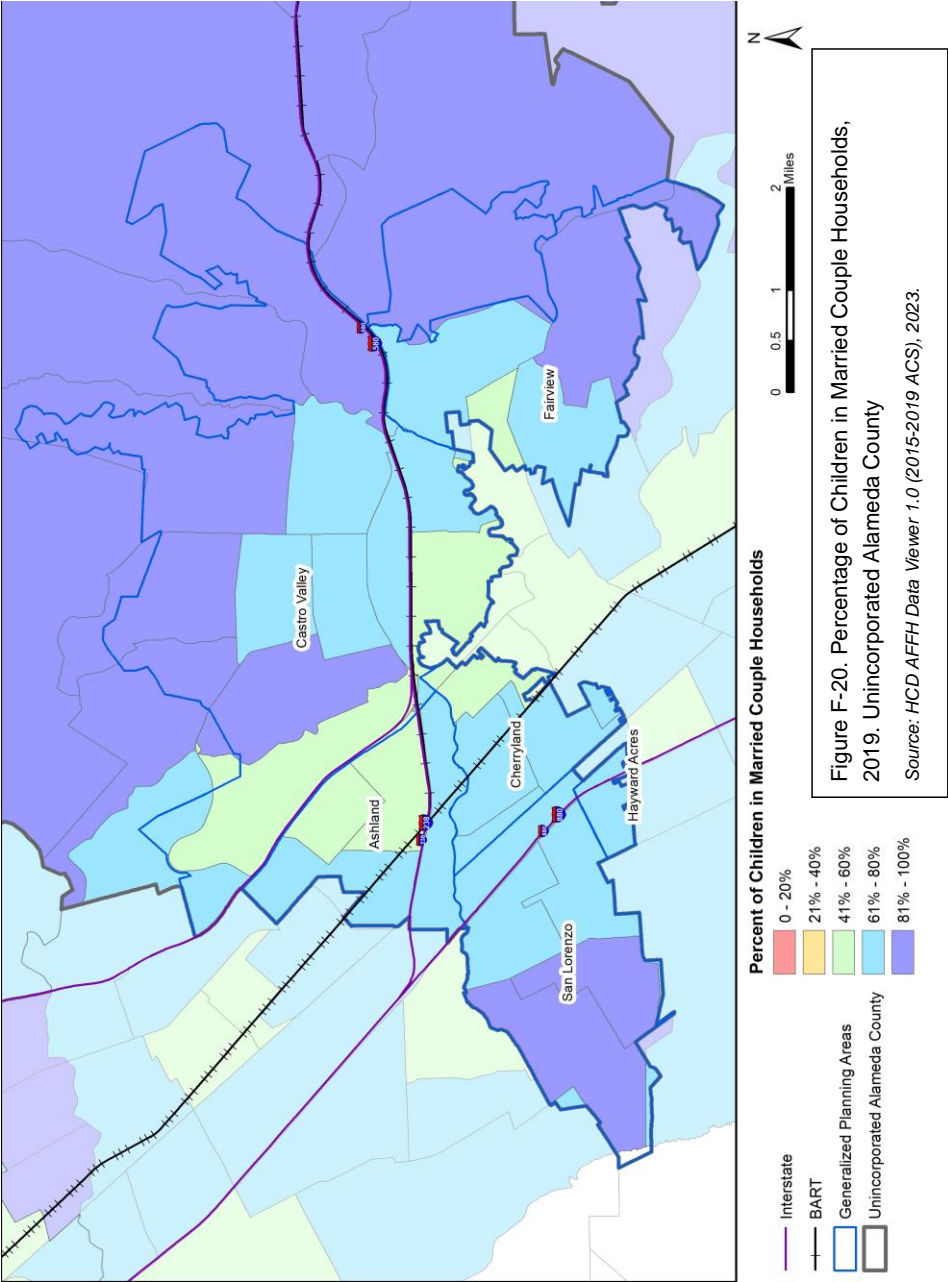 Castro Valley
Ashland
Cherryland
Fairview
Hayward Acres
San Lorenzo
580
238
880
N
0 0.5 1 2
Miles
Percent of Children in Married Couple Households
Interstate
BART
Generalized Planning Areas
Unincorporated Alameda County
0 - 20%
21% - 40%
41% - 60%
61% - 80%
81% - 100%
Figure F-20. Percentage of Children in Married Couple Households,
2019. Unincorporated Alameda County
Source: HCD AFFH Data Viewer 1.0 (2015-2019 ACS), 2023.